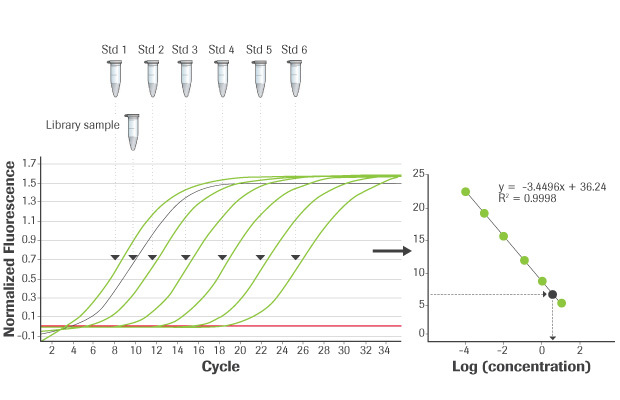 Std 1 Std 2 Std 3 Std 4 Std 5 Std 6
Library sample
Normalized Fluorescence
1.7
1.5
1.3
1.1
0.9
0.7
0.5
0.3
0.1
-0.1
2 4 6 8 10 12 14 16 18 20 22 24 26 28 30 32 34
Cycle
y = -3.4496x + 36.24
R² = 0.9998
25
20
15
10
5
0
-4 -2 0 2
Log (concentration)